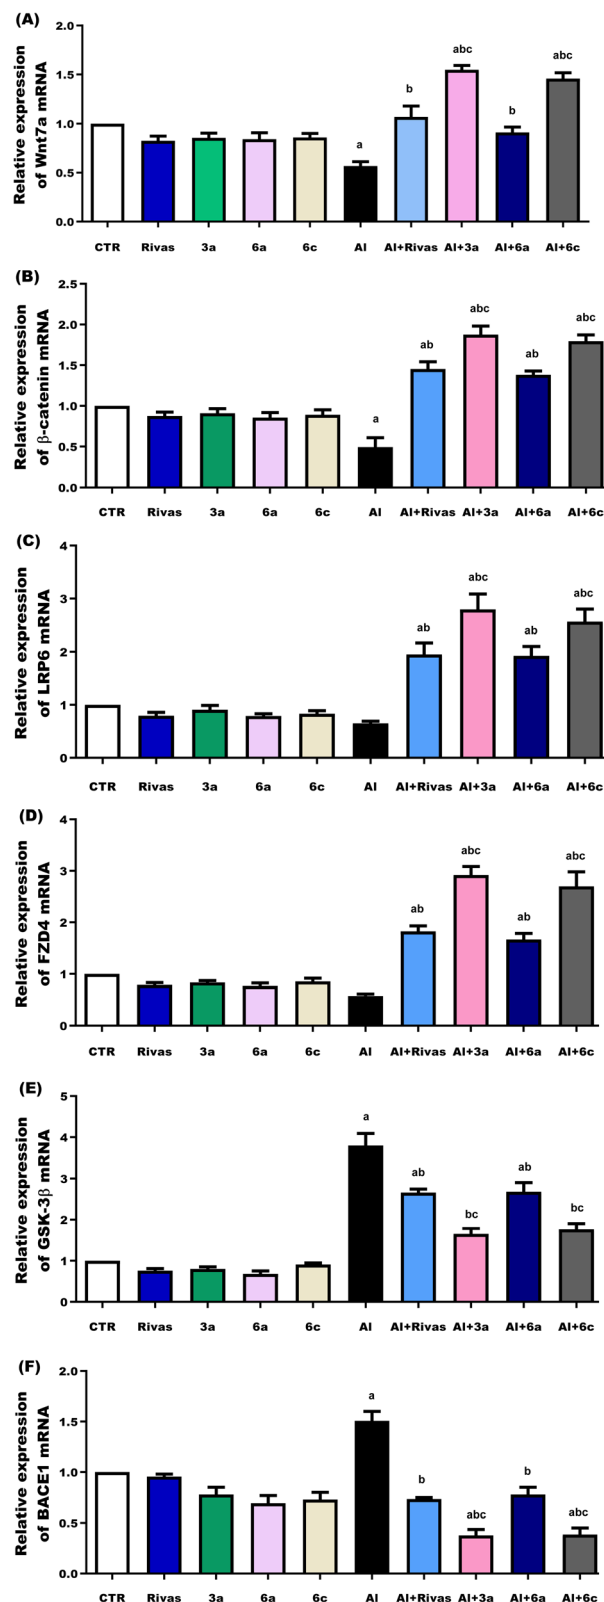 (A)
Relative expression
of Wnt7a mRNA
2.0
1.5
1.0
0.5
0.0
a
b
abc
b
abc
CTR Rivas 3a 6a 6c Al Al+Rivas Al+3a Al+6a Al+6c
(B)
Relative expression
of β-catenin mRNA
2.5
2.0
1.5
1.0
0.5
0.0
a
ab
abc
ab
abc
CTR Rivas 3a 6a 6c Al Al+Rivas Al+3a Al+6a Al+6c
(C)
Relative expression
of LRP6 mRNA
4
3
2
1
0
ab
abc
ab
abc
CTR Rivas 3a 6a 6c Al Al+Rivas Al+3a Al+6a Al+6c
(D)
Relative expression
of FZD4 mRNA
4
3
2
1
0
ab
abc
ab
abc
CTR Rivas 3a 6a 6c Al Al+Rivas Al+3a Al+6a Al+6c
(E)
Relative expression
of GSK-3β mRNA
5
4
3
2
1
0
a
ab
bc
ab
bc
CTR Rivas 3a 6a 6c Al Al+Rivas Al+3a Al+6a Al+6c
(F)
Relative expression
of BACE1 mRNA
2.0
1.5
1.0
0.5
0.0
a
b
abc
b
abc
CTR Rivas 3a 6a 6c Al Al+Rivas Al+3a Al+6a Al+6c